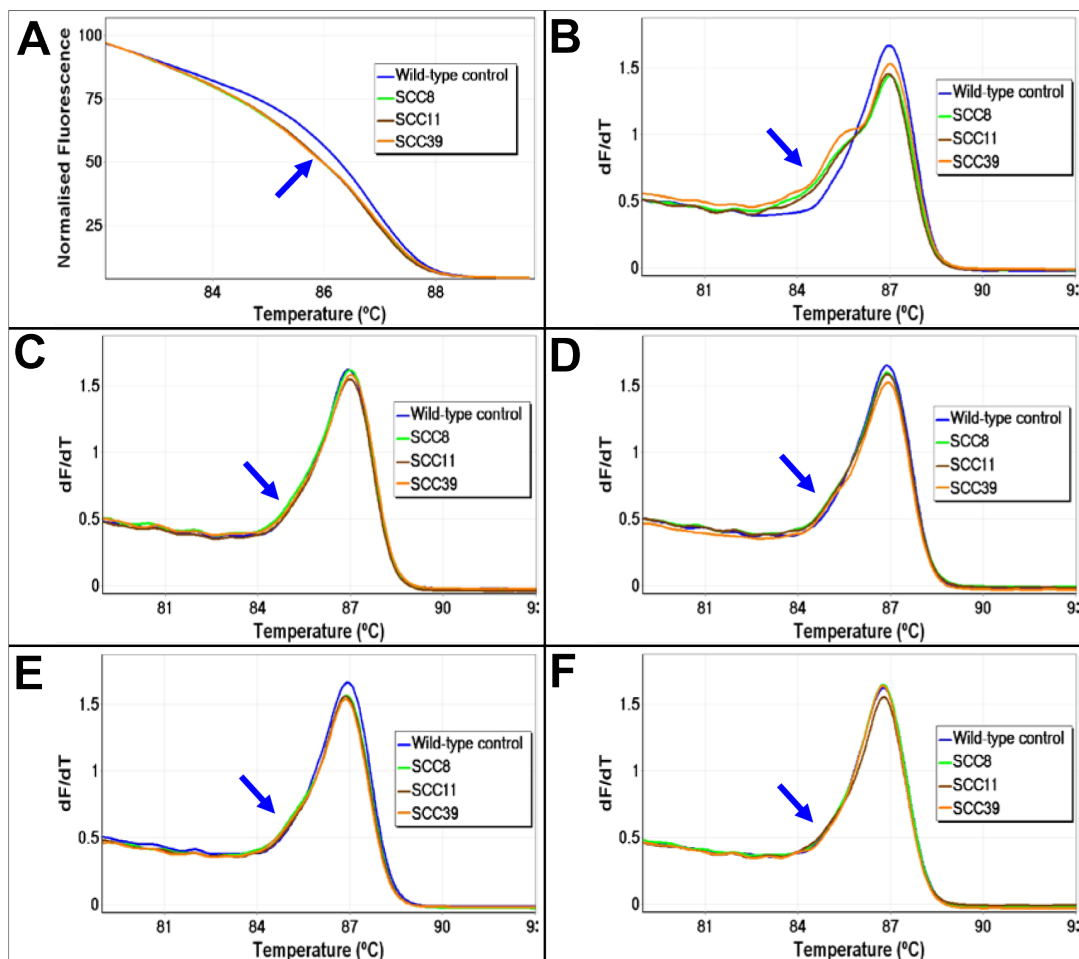 A
Normalised Fluorescence
100
75
50
25
Wild-type control
SCC8
SCC11
SCC39
84
86
88
Temperature (ºC)
B
dF/dT
1.5
1
0.5
0
Wild-type control
SCC8
SCC11
SCC39
81
84
87
90
Temperature (ºC)
C
dF/dT
1.5
1
0.5
0
Wild-type control
SCC8
SCC11
SCC39
81
84
87
90
Temperature (ºC)
D
dF/dT
1.5
1
0.5
0
Wild-type control
SCC8
SCC11
SCC39
81
84
87
90
Temperature (ºC)
E
dF/dT
1.5
1
0.5
0
Wild-type control
SCC8
SCC11
SCC39
81
84
87
90
Temperature (ºC)
F
dF/dT
1.5
1
0.5
0
Wild-type control
SCC8
SCC11
SCC39
81
84
87
90
Temperature (ºC)